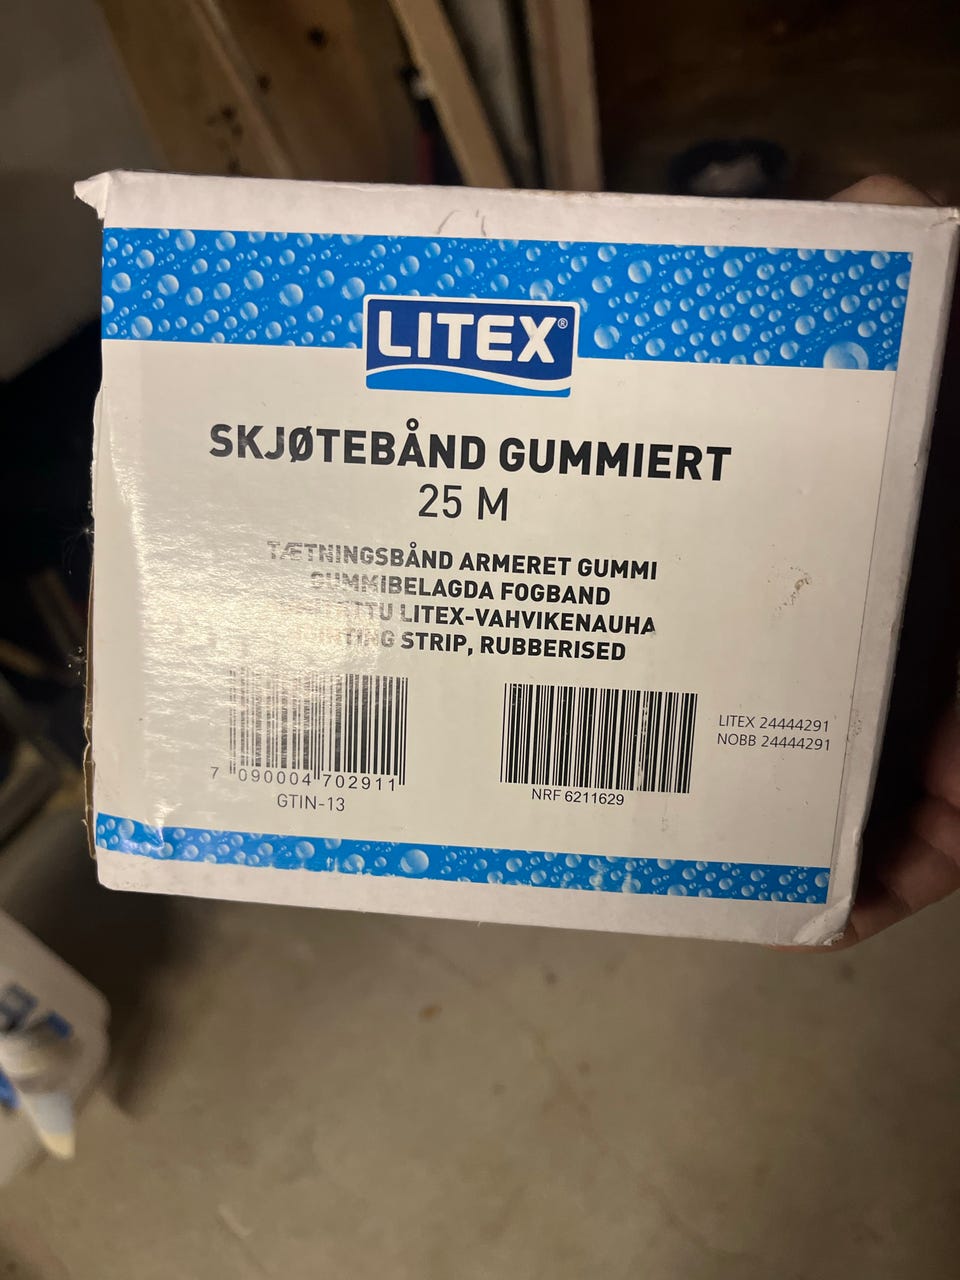 LITEX®
SKJØTEBÅND GUMMIERT
25 M
TÆTNINGSBÅND ARMERET GUMMI
GUMMIBELAGDA FOGBAND
LITEX-VAHVIKENAUHA
STRIP, RUBBERISED
7 090004 702911
GTIN-13
NRF 6211629
LITEX 24444291
NOBB 24444291